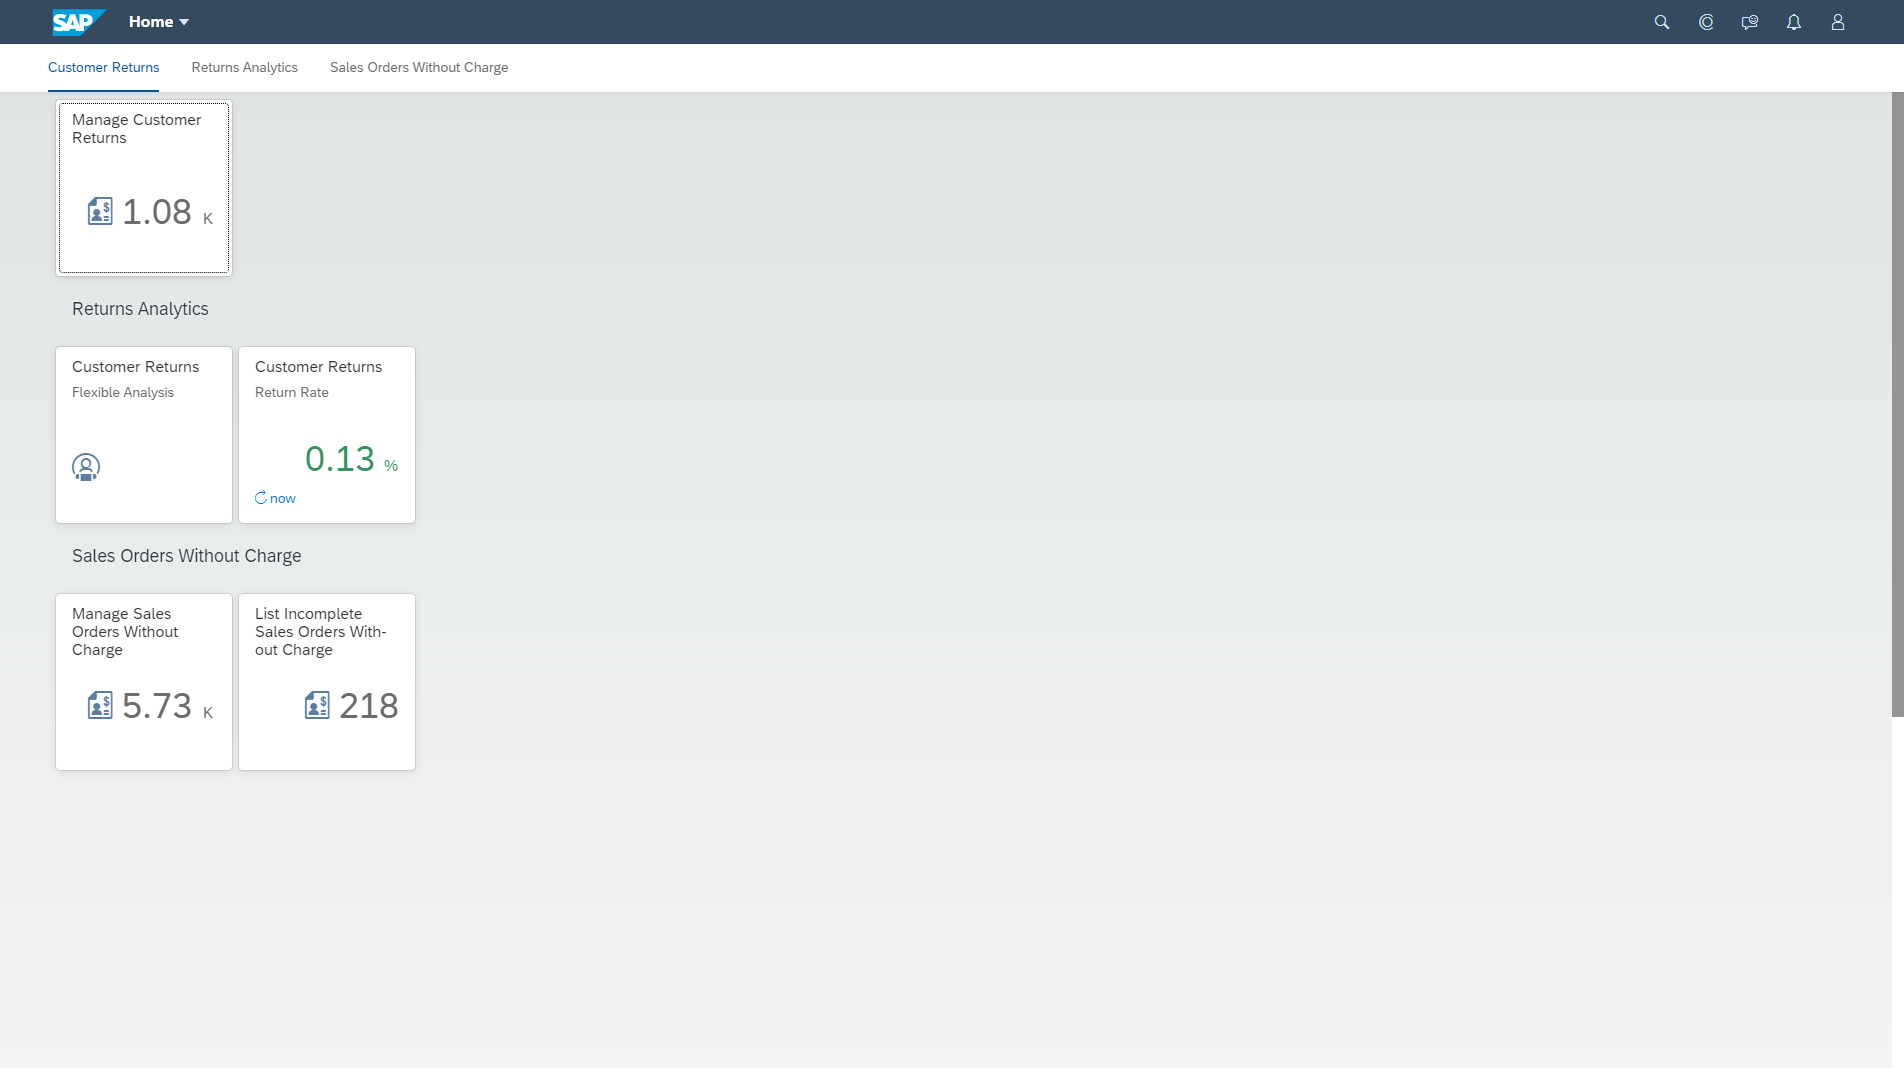 SAP Home
Customer Returns Returns Analytics Sales Orders Without Charge
Manage Customer
Returns
1.08 K
Returns Analytics
Customer Returns
Flexible Analysis
Customer Returns
Return Rate
0.13 %
now
Sales Orders Without Charge
Manage Sales
Orders Without
Charge
5.73 K
List Incomplete
Sales Orders With-
out Charge
218